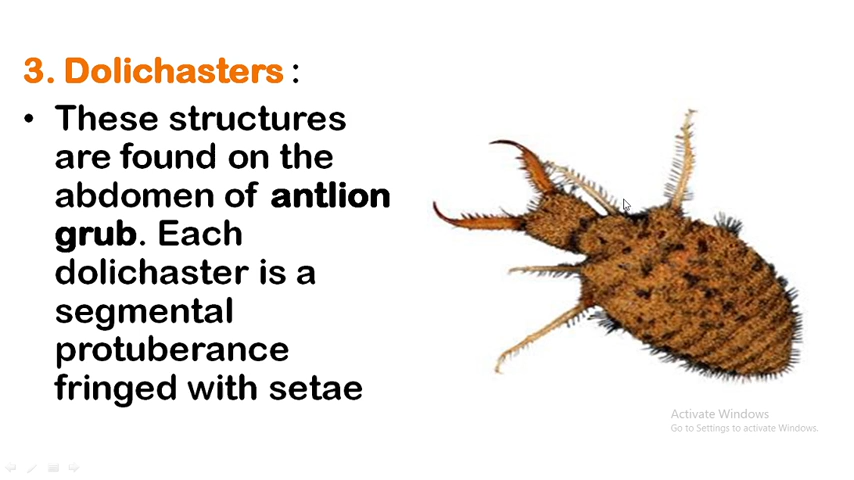 3. Dolichasters :
• These structures
are found on the
abdomen of antlion
grub. Each
dolichaster is a
segmental
protuberance
fringed with setae
Activate Windows
Go to Settings to activate Windows.